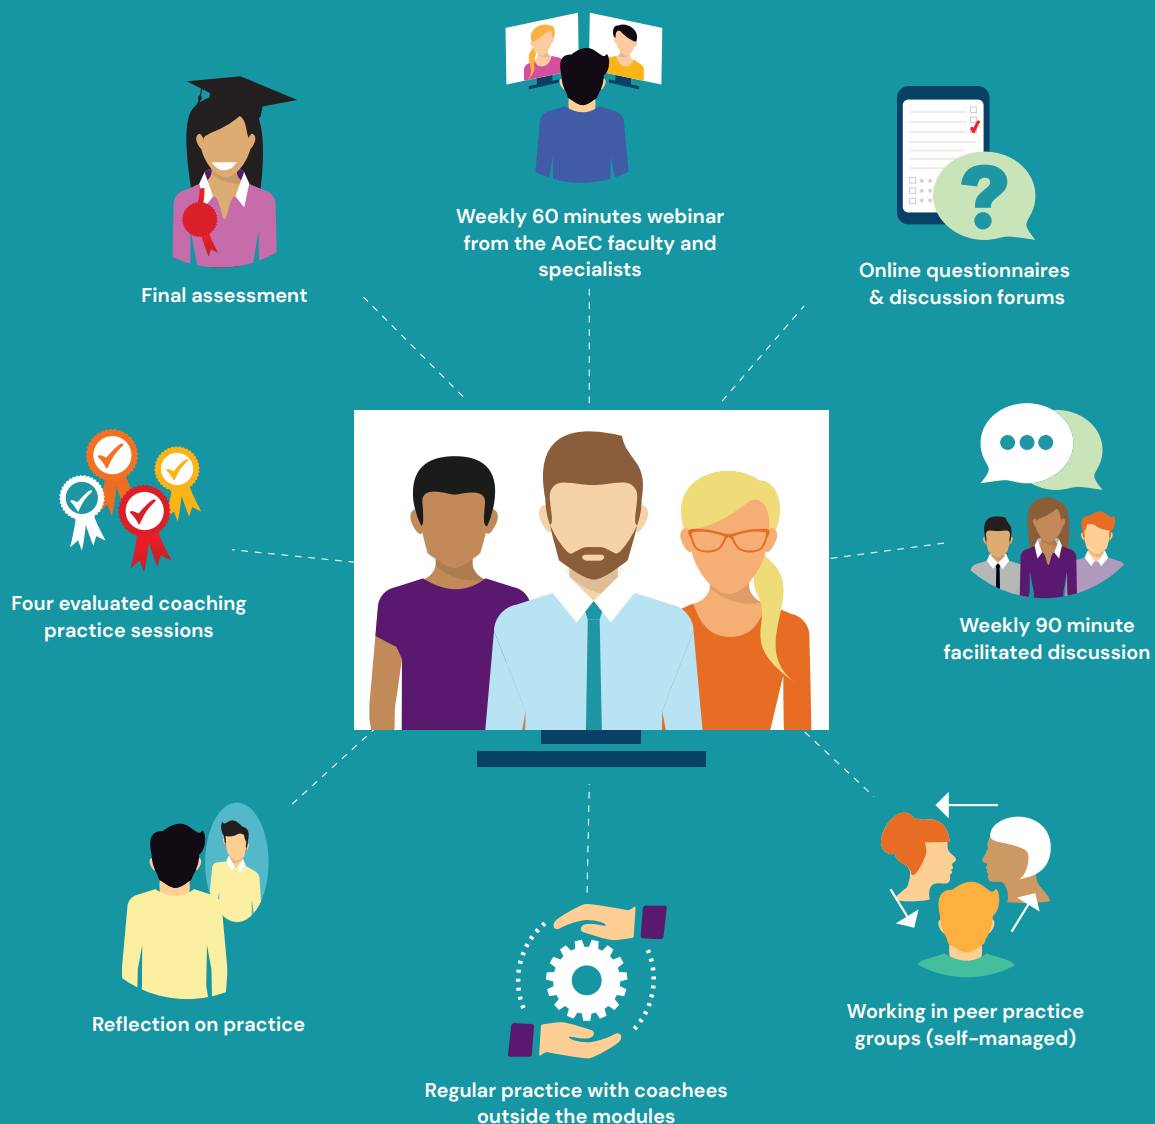 Weekly 60 minutes webinar
from the AoEC faculty and
specialists
Online questionnaires
& discussion forums
Final assessment
Four evaluated coaching
practice sessions
Weekly 90 minute
facilitated discussion
Reflection on practice
Working in peer practice
groups (self-managed)
Regular practice with coachees
outside the modules
?